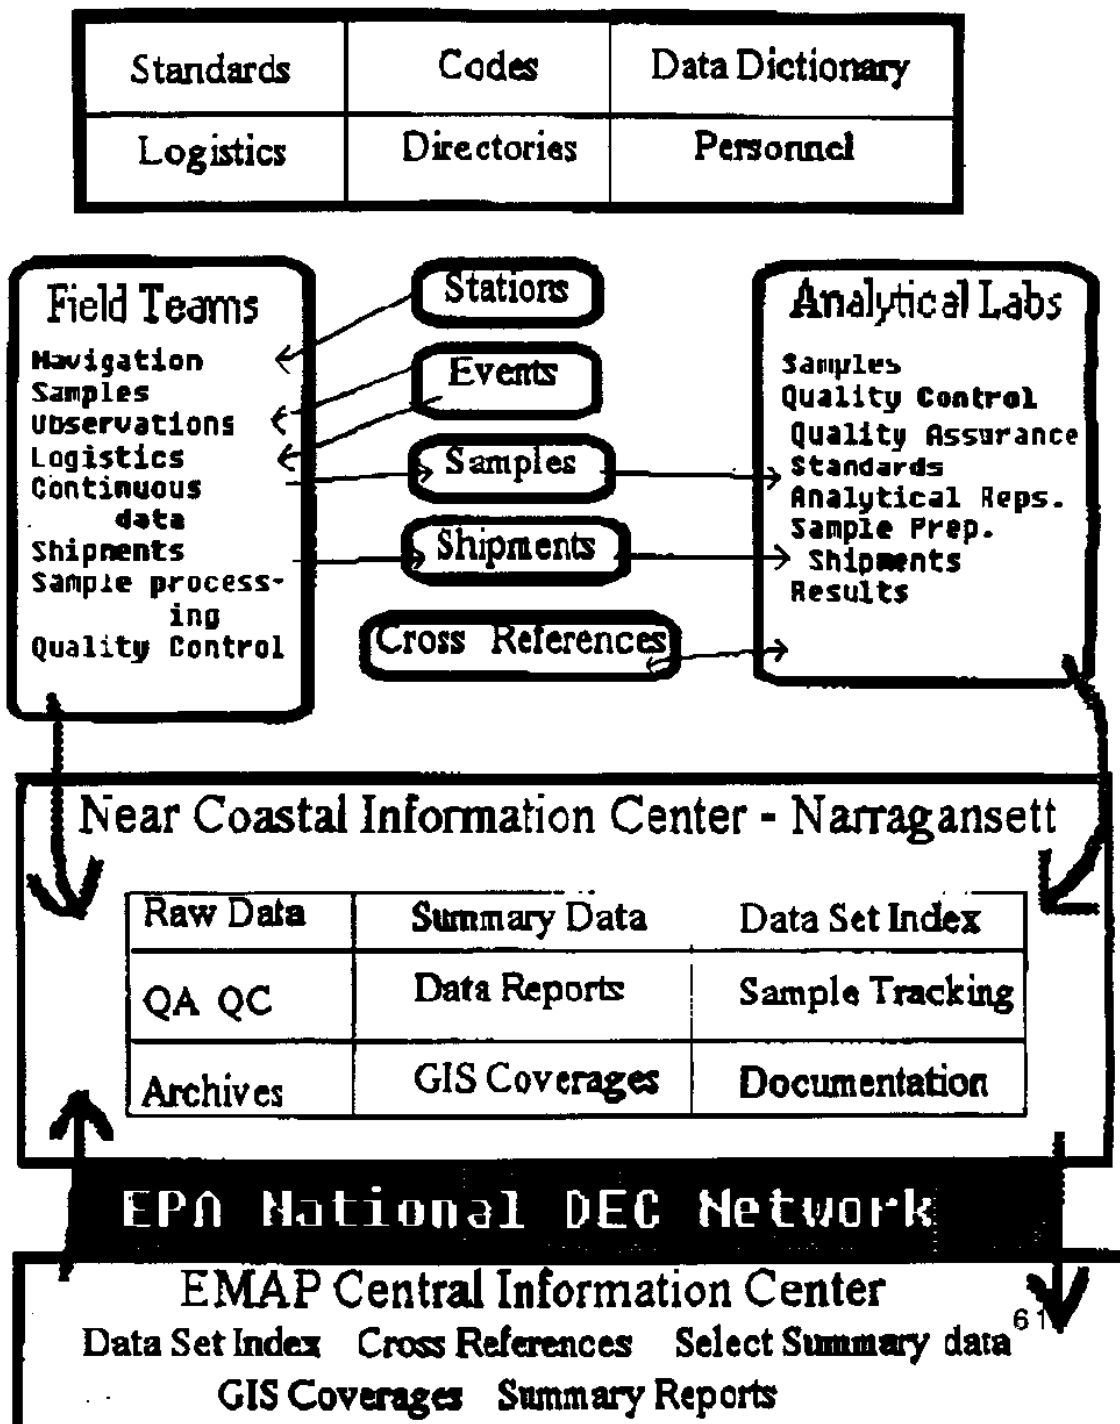 Standards Codes Data Dictionary
Logistics Directories Personnel
Field Teams
Navigation
Samples
Observations
Logistics
Continuous
data
Shipments
Sample process-
ing
Quality Control
Stations
Events
Samples
Shipments
Cross References
Analytical Labs
Samples
Quality Control
Quality Assurance
Standards
Analytical Reps.
Sample Prep.
Shipments
Results
Near Coastal Information Center - Narragansett
Raw Data Summary Data Data Set Index
QA QC Data Reports Sample Tracking
Archives GIS Coverages Documentation
EPA National DEC Network
EMAP Central Information Center
Data Set Index Cross References Select Summary data
GIS Coverages Summary Reports
61